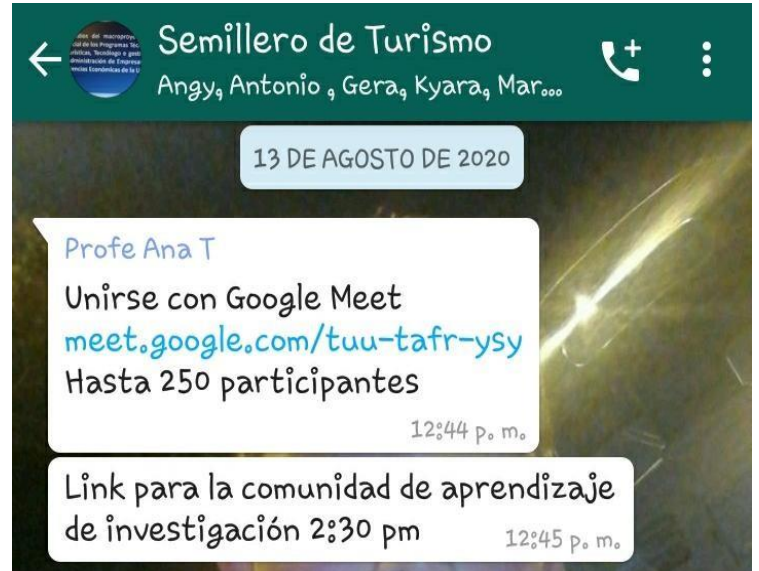 Semillero de Turismo
Angy, Antonio , Gera, Kyara, Mar...
13 DE AGOSTO DE 2020
Profe Ana T
Unirse con Google Meet
meet.google.com/tuu-tafr-ysy
Hasta 250 participantes
12:44 p. m.
Link para la comunidad de aprendizaje
de investigación 2:30 pm
12:45 p. m.